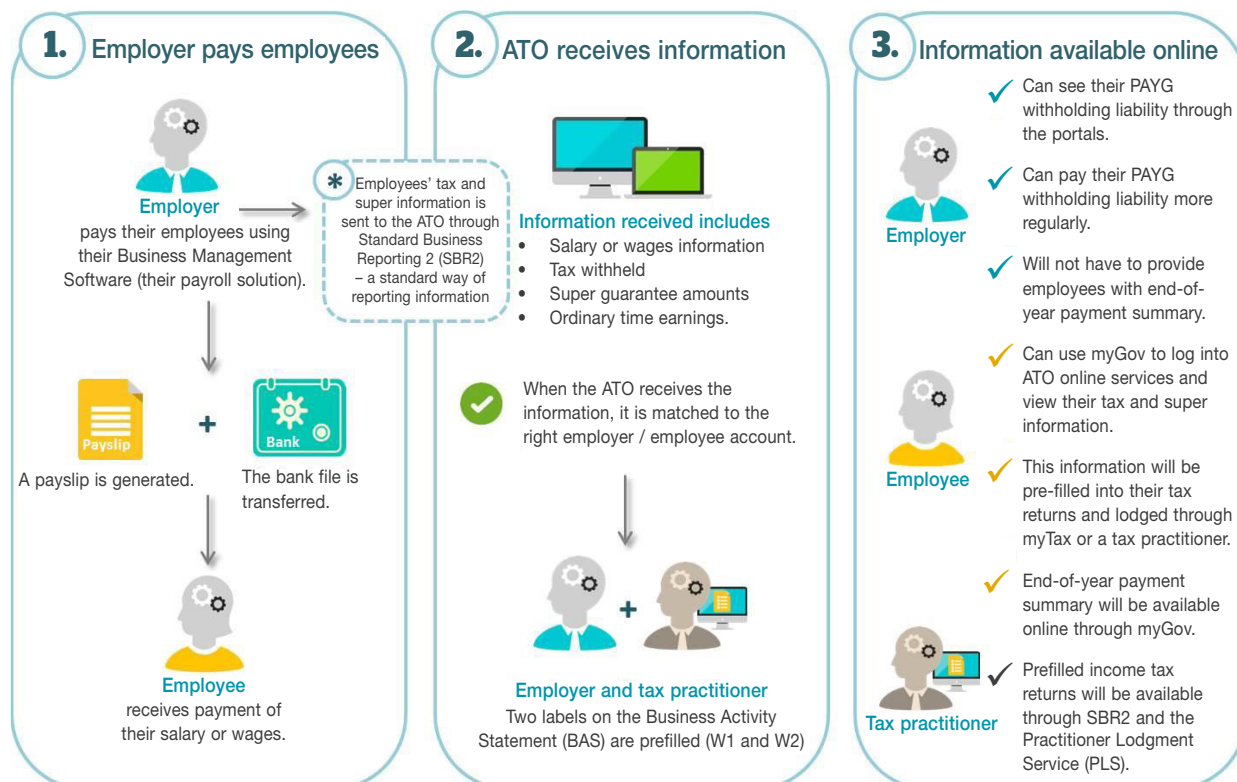 1. Employer pays employees
Employer
pays their employees using
their Business Management
Software (their payroll solution).
*
Employees' tax and
super information is
sent to the ATO through
Standard Business
Reporting 2 (SBR2)
– a standard way of
reporting information
Payslip
+
Bank
A payslip is generated.
The bank file is
transferred.
Employee
receives payment of
their salary or wages.
2. ATO receives information
Information received includes
• Salary or wages information
• Tax withheld
• Super guarantee amounts
• Ordinary time earnings.
When the ATO receives the
information, it is matched to the
right employer / employee account.
+
Employer and tax practitioner
Two labels on the Business Activity
Statement (BAS) are prefilled (W1 and W2)
3. Information available online
Employer
Can see their PAYG
withholding liability through
the portals.
Can pay their PAYG
withholding liability more
regularly.
Will not have to provide
employees with end-of-
year payment summary.
Employee
Can use myGov to log into
ATO online services and
view their tax and super
information.
This information will be
pre-filled into their tax
returns and lodged through
myTax or a tax practitioner.
End-of-year payment
summary will be available
online through myGov.
Tax practitioner
Prefilled income tax
returns will be available
through SBR2 and the
Practitioner Lodgment
Service (PLS).